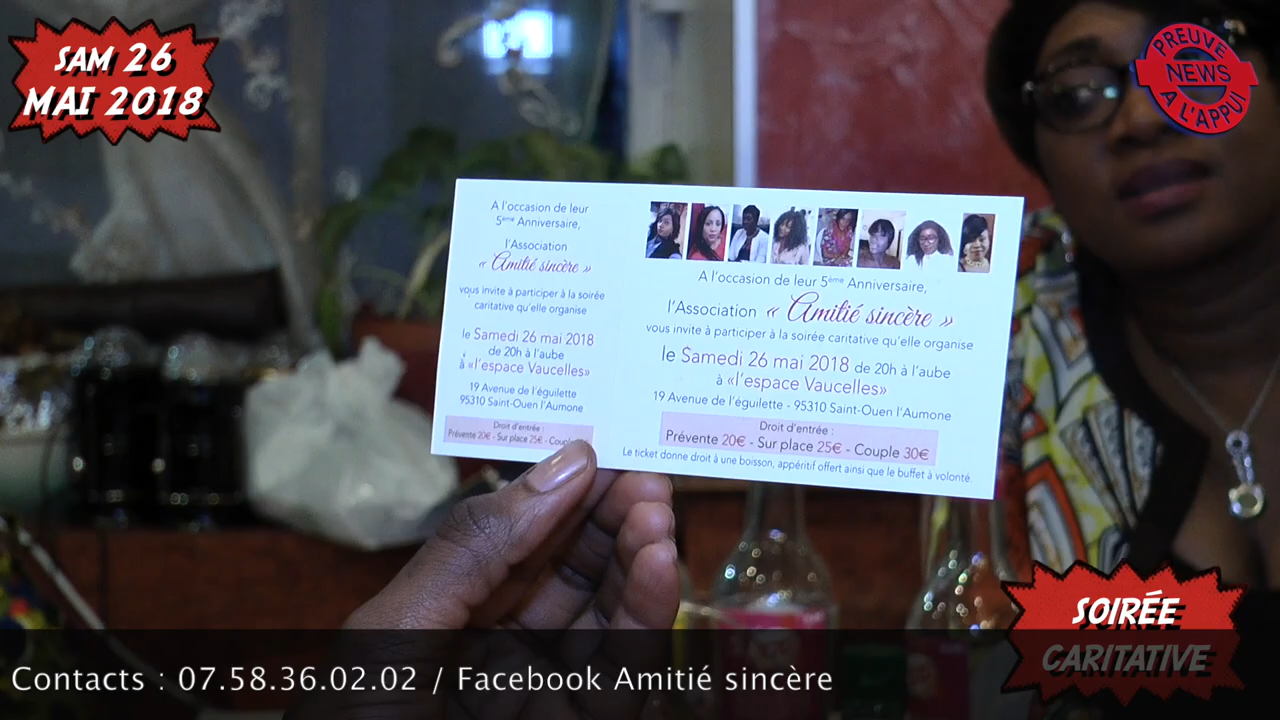 SAM 26
MAI 2018
PREUVE
NEWS
A L'APPUI
A l'occasion de leur
5ème Anniversaire,
l'Association
« Amitié sincère »
vous invite à participer à la soirée
caritative qu'elle organise
le Samedi 26 mai 2018
de 20h à l'aube
à «l'espace Vaucelles»
19 Avenue de l'éguilette
95310 Saint-Ouen l'Aumone
Droit d'entrée :
Prévente 20€ - Sur place 25€ -
A l'occasion de leur 5ème Anniversaire,
l'Association « Amitié sincère »
vous invite à participer à la soirée caritative qu'elle organise
le Samedi 26 mai 2018 de 20h à l'aube
à «l'espace Vaucelles»
19 Avenue de l'éguilette - 95310 Saint-Ouen l'Aumone
Droit d'entrée :
Prévente 20€ - Sur place 25€ - Couple 30€
Le ticket donne droit à une boisson, appéritif offert ainsi que le buffet à volonté.
SOIRÉE
CARITATIVE
Contacts : 07.58.36.02.02 / Facebook Amitié sincère